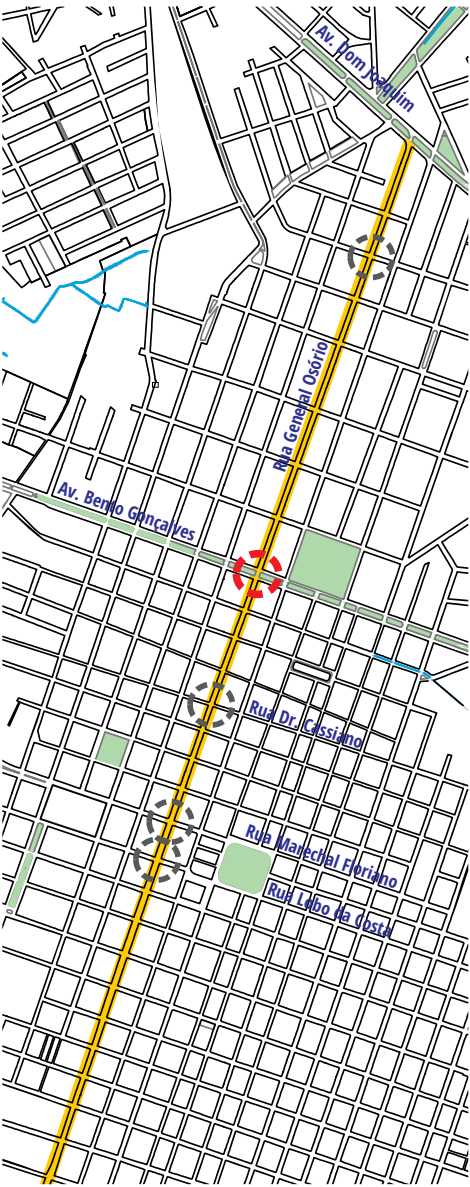 Av. Dom Joaquim
Rua General Osório
Av. Bento Gonçalves
Rua Dr. Cassiano
Rua Marechal Floriano
Rua Lobo da Costa